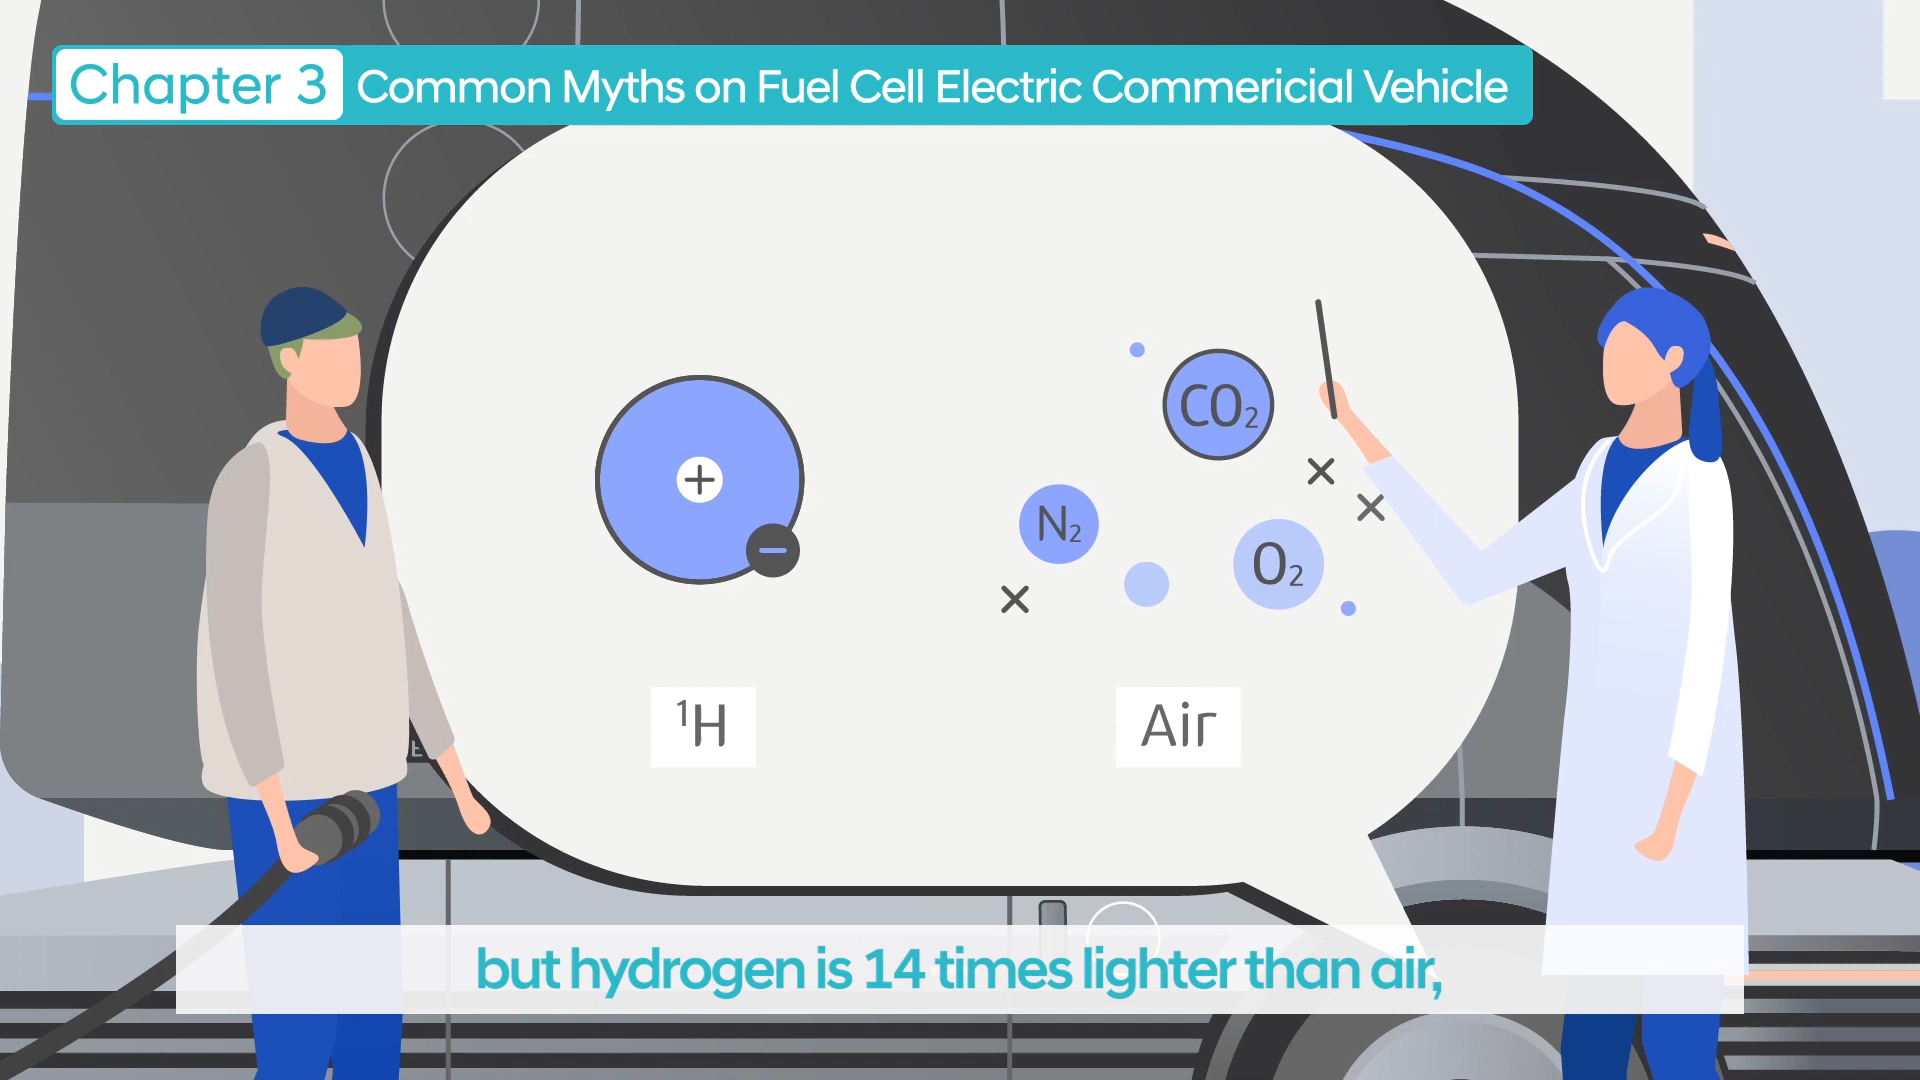 Chapter 3 Common Myths on Fuel Cell Electric Commericial Vehicle
CO₂
N₂
O₂
¹H
Air
E
but hydrogen is 14 times lighter than air,